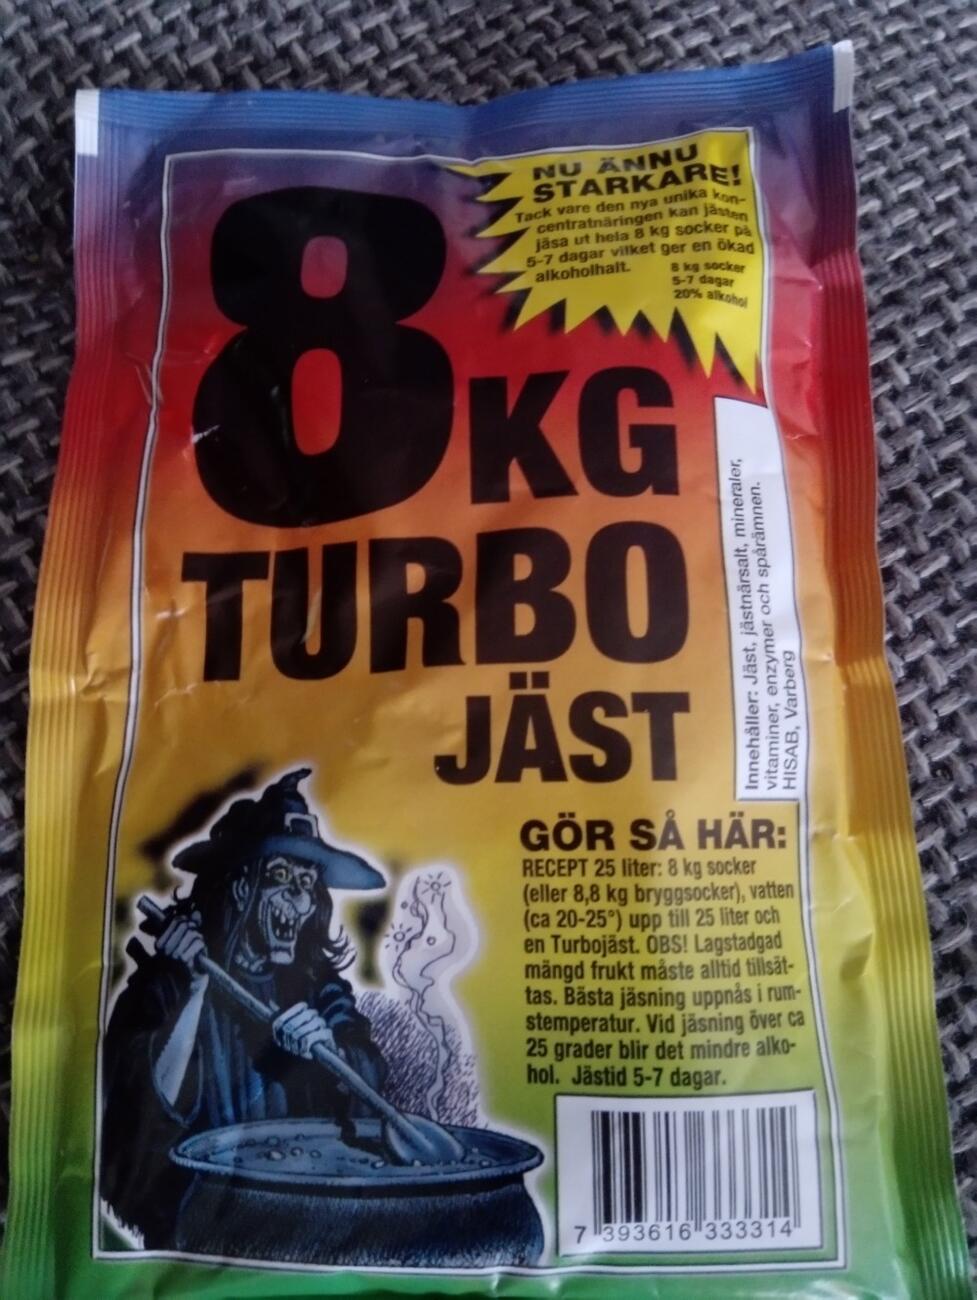 NU ÄNNU
STARKARE!
Tack vare den nya unika kon-
centratnäringen kan jästen
jäsa ut hela 8 kg socker på
5-7 dagar vilket ger en ökad
alkoholhalt.
8 kg socker
5-7 dagar
20% alkohol
8 KG
TURBO
JÄST
Innehåller: Jäst, jästnärsalt, mineraler,
vitaminer, enzymer och spårämnen.
HISAB, Varberg
GÖR SÅ HÄR:
RECEPT 25 liter: 8 kg socker
(eller 8,8 kg bryggsocker), vatten
(ca 20-25°) upp till 25 liter och
en Turbojäst. OBS! Lagstadgad
mängd frukt måste alltid tillsät-
tas. Bästa jäsning uppnås i rum-
stemperatur. Vid jäsning över ca
25 grader blir det mindre alko-
hol. Jästid 5-7 dagar.
7 393616 333314